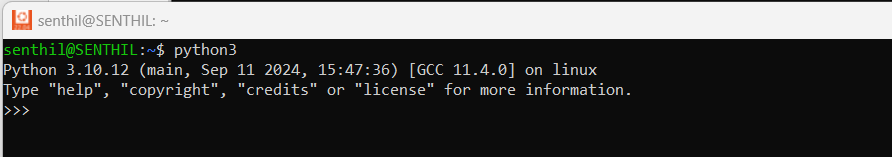 senthil@SENTHIL: ~
senthil@SENTHIL:~$ python3
Python 3.10.12 (main, Sep 11 2024, 15:47:36) [GCC 11.4.0] on linux
Type "help", "copyright", "credits" or "license" for more information.
>>>